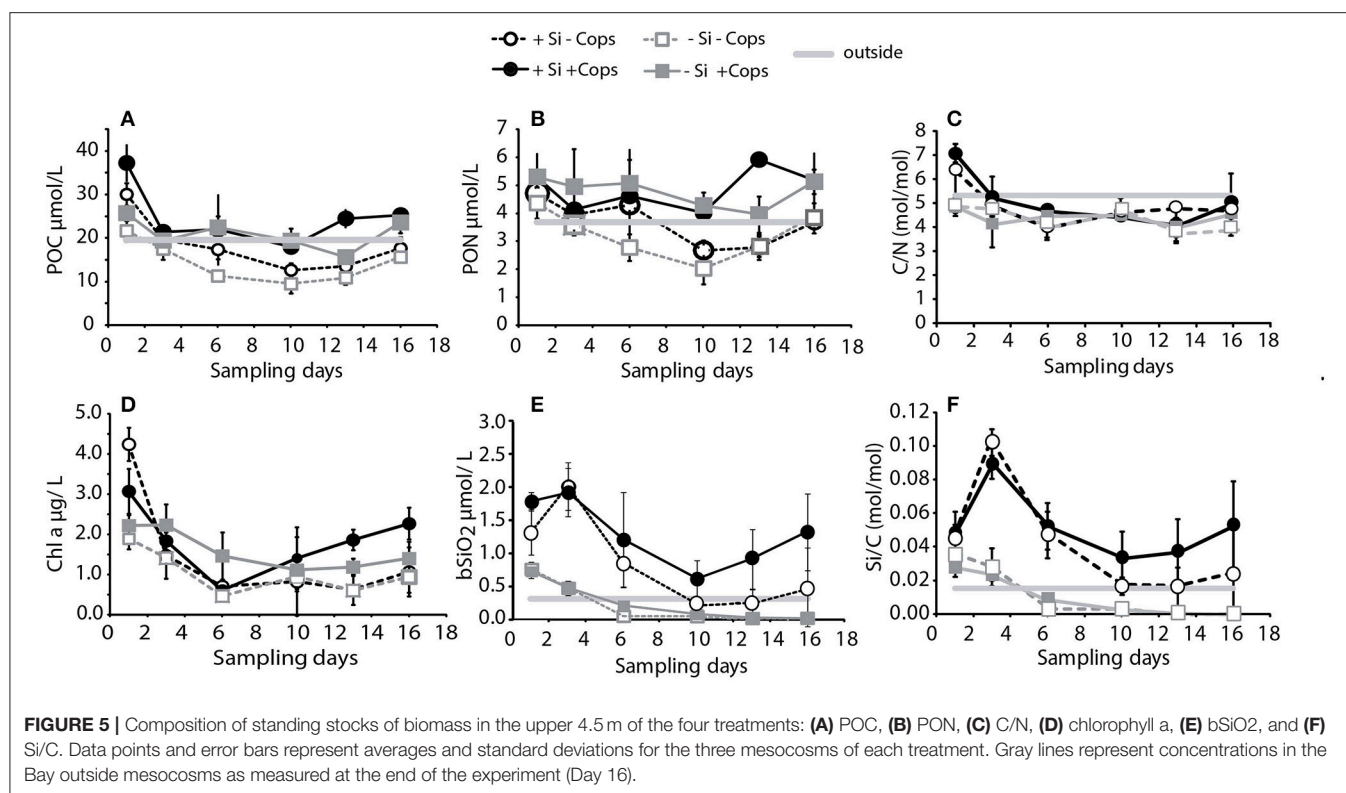 + Si - Cops - Si - Cops outside
+ Si +Cops - Si +Cops
A
POC µmol/L
40
30
20
10
0
0 2 4 6 8 10 12 14 16 18
Sampling days
B
PON µmol/L
7
6
5
4
3
2
1
0
0 2 4 6 8 10 12 14 16 18
Sampling days
C
C/N (mol/mol)
8
7
6
5
4
3
2
1
0
0 2 4 6 8 10 12 14 16 18
Sampling days
D
Chl a µg/ L
5.0
4.0
3.0
2.0
1.0
0.0
0 2 4 6 8 10 12 14 16 18
Sampling days
E
bSiO2 µmol/ L
3.0
2.5
2.0
1.5
1.0
0.5
0.0
0 2 4 6 8 10 12 14 16 18
Sampling days
F
Si/C (mol/mol)
0.12
0.10
0.08
0.06
0.04
0.02
0.00
0 2 4 6 8 10 12 14 16 18
Sampling days
FIGURE 5 | Composition of standing stocks of biomass in the upper 4.5 m of the four treatments: (A) POC, (B) PON, (C) C/N, (D) chlorophyll a, (E) bSiO2, and (F)
Si/C. Data points and error bars represent averages and standard deviations for the three mesocosms of each treatment. Gray lines represent concentrations in the
Bay outside mesocosms as measured at the end of the experiment (Day 16).